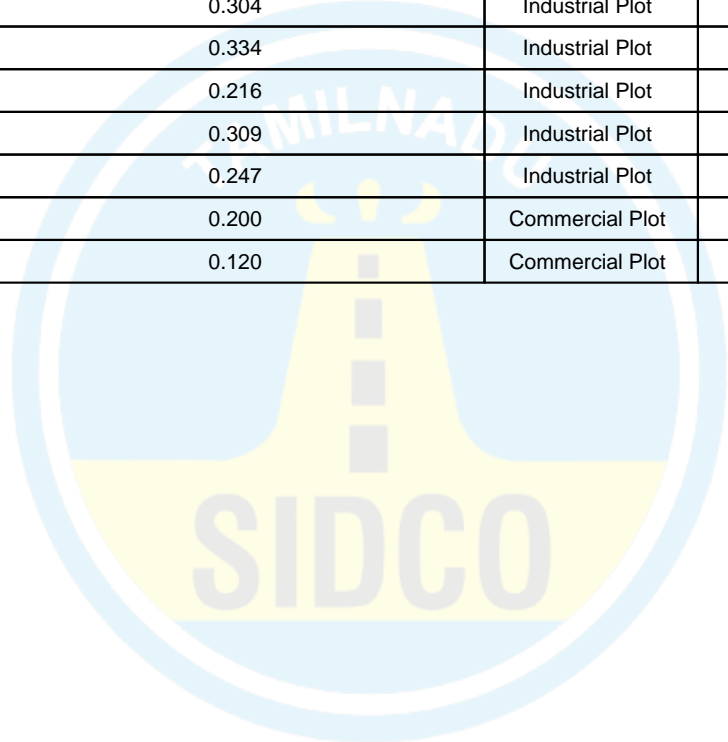 0.304 Industrial Plot
0.334 Industrial Plot
0.216 Industrial Plot
0.309 Industrial Plot
0.247 Industrial Plot
0.200 Commercial Plot
0.120 Commercial Plot
TAMILNADU
SIDCO